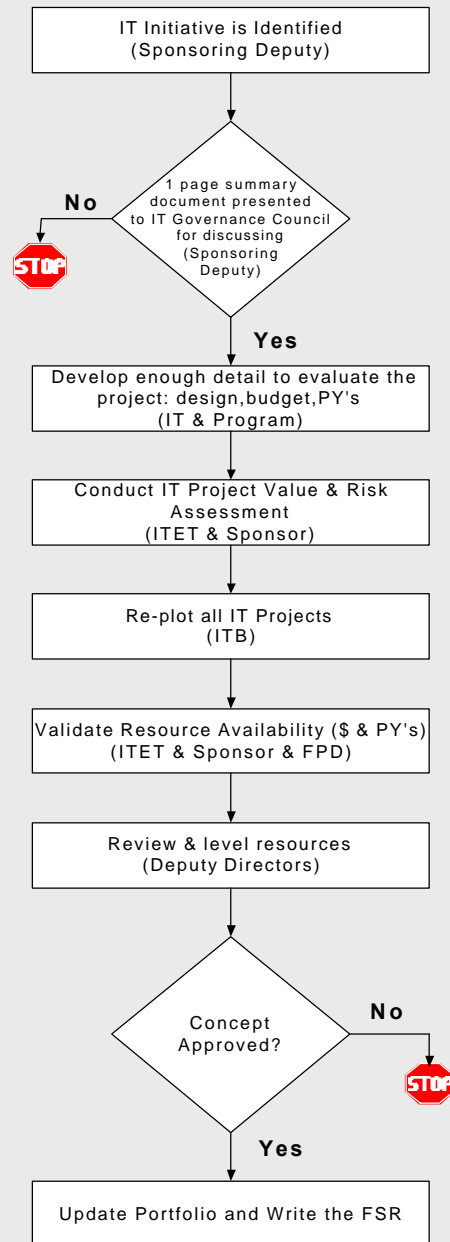 IT Initiative is Identified
(Sponsoring Deputy)
1 page summary
document presented
to IT Governance Council
for discussing
(Sponsoring
Deputy)
No
STOP
Yes
Develop enough detail to evaluate the
project: design,budget,PY's
(IT & Program)
Conduct IT Project Value & Risk
Assessment
(ITET & Sponsor)
Re-plot all IT Projects
(ITB)
Validate Resource Availability ($ & PY's)
(ITET & Sponsor & FPD)
Review & level resources
(Deputy Directors)
Concept
Approved?
No
STOP
Yes
Update Portfolio and Write the FSR